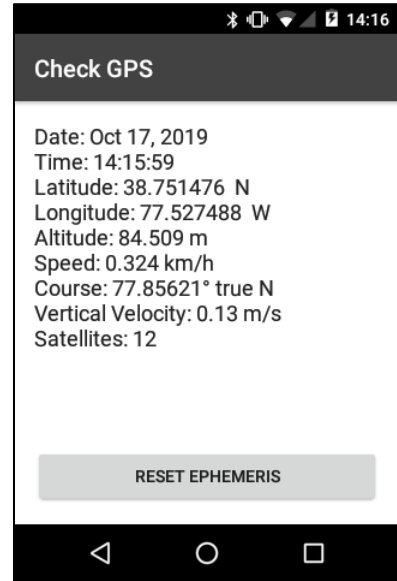 14:16
Check GPS
Date: Oct 17, 2019
Time: 14:15:59
Latitude: 38.751476 N
Longitude: 77.527488 W
Altitude: 84.509 m
Speed: 0.324 km/h
Course: 77.85621° true N
Vertical Velocity: 0.13 m/s
Satellites: 12
RESET EPHEMERIS